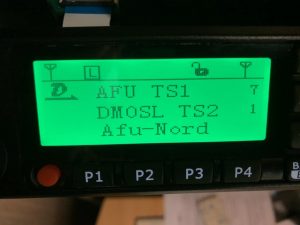 L
D
AFU TS1 7
DMOSL TS2 1
Afu-Nord
P1 P2 P3 P4
B